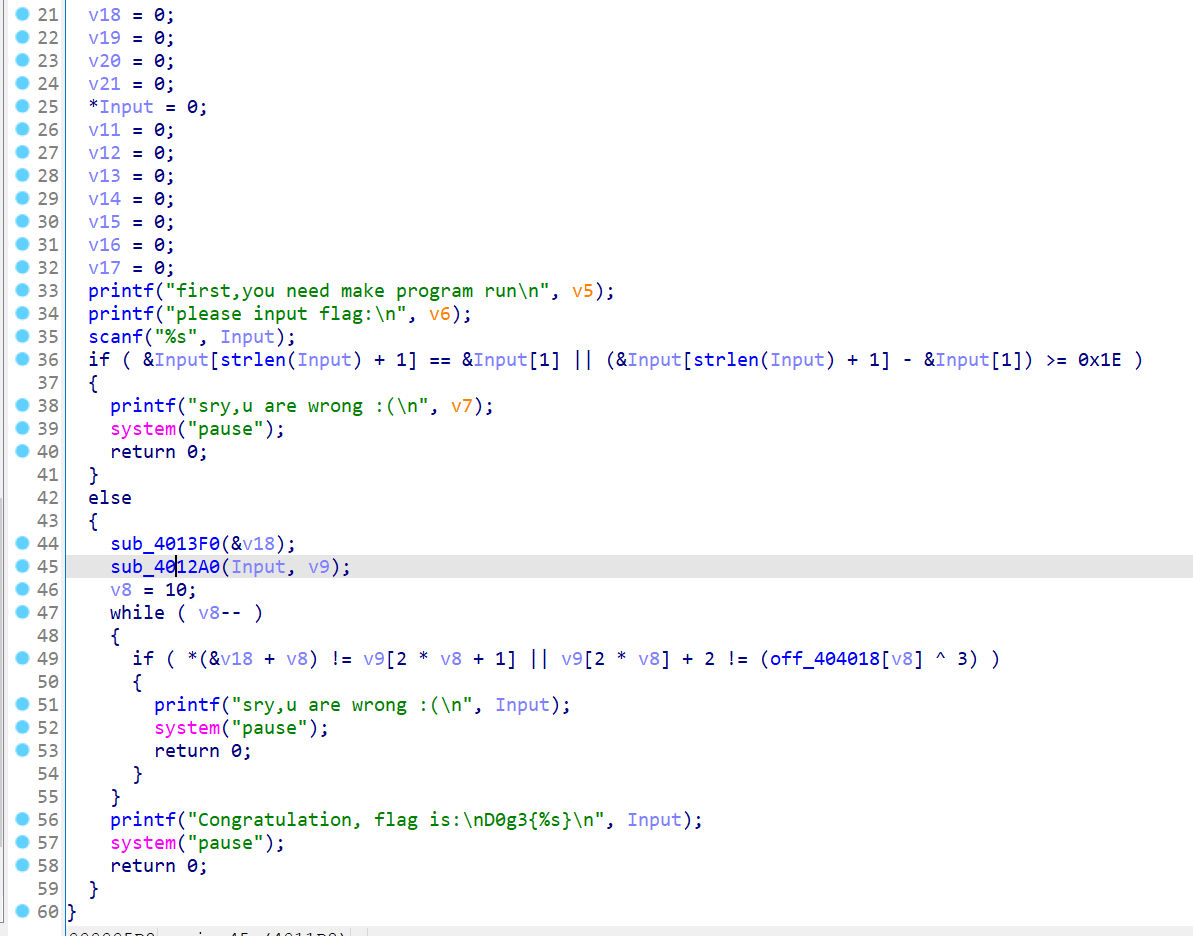 21 v18 = 0;
22 v19 = 0;
23 v20 = 0;
24 v21 = 0;
25 *Input = 0;
26 v11 = 0;
27 v12 = 0;
28 v13 = 0;
29 v14 = 0;
30 v15 = 0;
31 v16 = 0;
32 v17 = 0;
33 printf("first,you need make program run\n", v5);
34 printf("please input flag:\n", v6);
35 scanf("%s", Input);
36 if ( &Input[strlen(Input) + 1] == &Input[1] || (&Input[strlen(Input) + 1] - &Input[1]) >= 0x1E )
37 {
38 printf("sry,u are wrong :(\n", v7);
39 system("pause");
40 return 0;
41 }
42 else
43 {
44 sub_4013F0(&v18);
45 sub_4012A0(Input, v9);
46 v8 = 10;
47 while ( v8-- )
48 {
49 if ( *(&v18 + v8) != v9[2 * v8 + 1] || v9[2 * v8] + 2 != (off_404018[v8] ^ 3) )
50 {
51 printf("sry,u are wrong :(\n", Input);
52 system("pause");
53 return 0;
54 }
55 }
56 printf("Congratulation, flag is:\nD0g3{%s}\n", Input);
57 system("pause");
58 return 0;
59 }
60 }